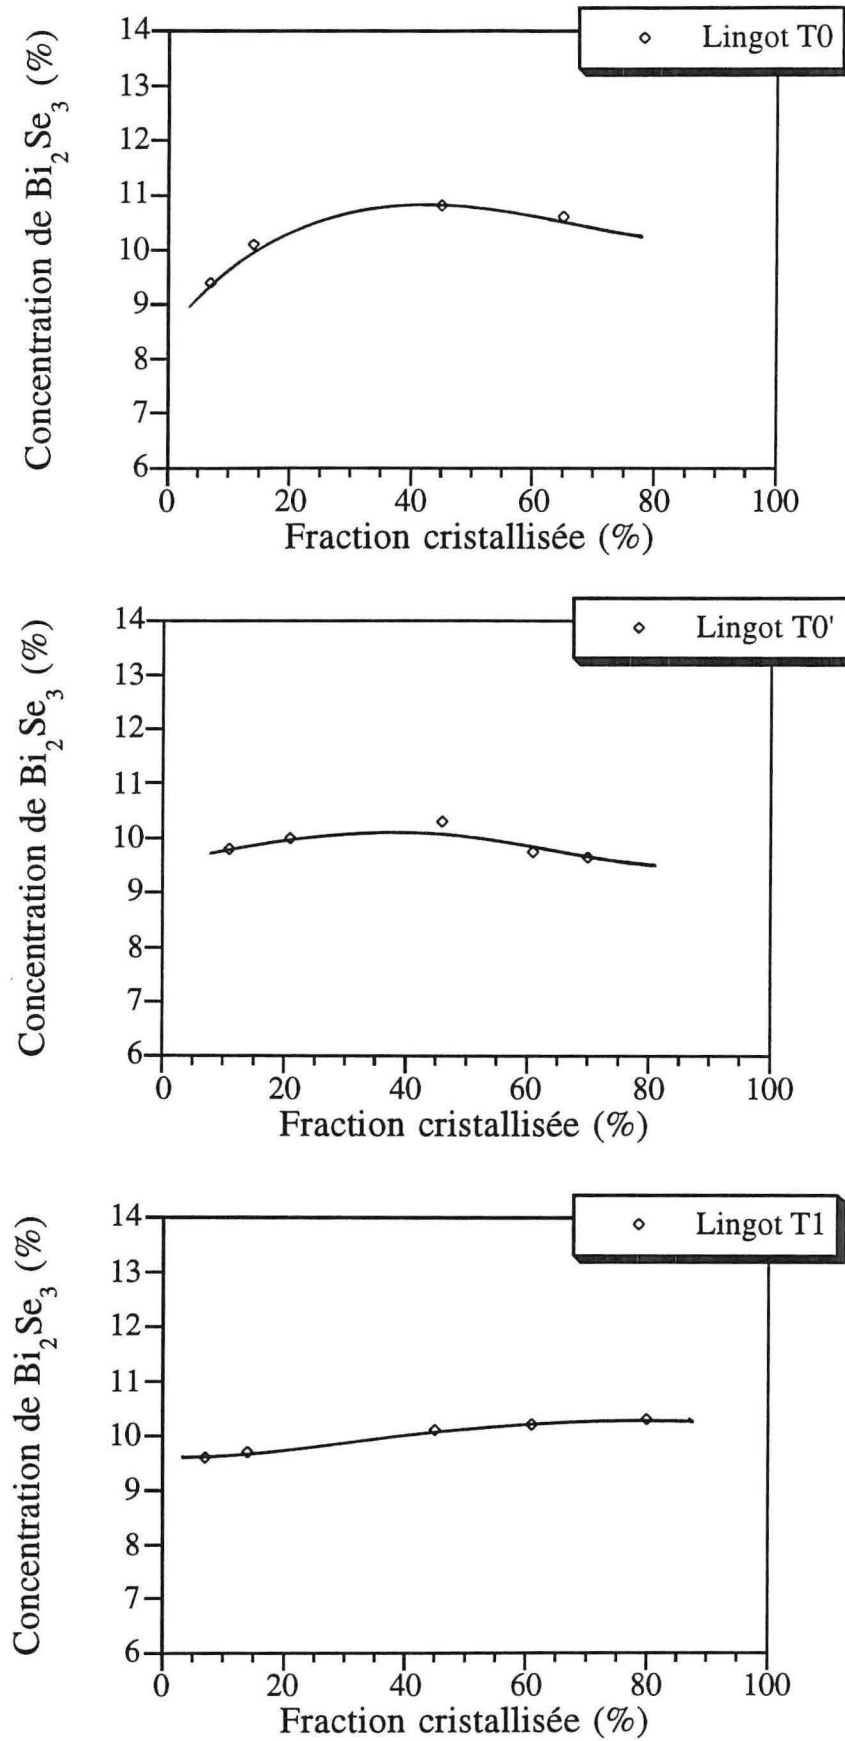 Lingot T0
Concentration de Bi2Se3 (%)
14
13
12
11
10
9
8
7
6
0 20 40 60 80 100
Fraction cristallisée (%)
Lingot T0'
Concentration de Bi2Se3 (%)
14
13
12
11
10
9
8
7
6
0 20 40 60 80 100
Fraction cristallisée (%)
Lingot T1
Concentration de Bi2Se3 (%)
14
13
12
11
10
9
8
7
6
0 20 40 60 80 100
Fraction cristallisée (%)